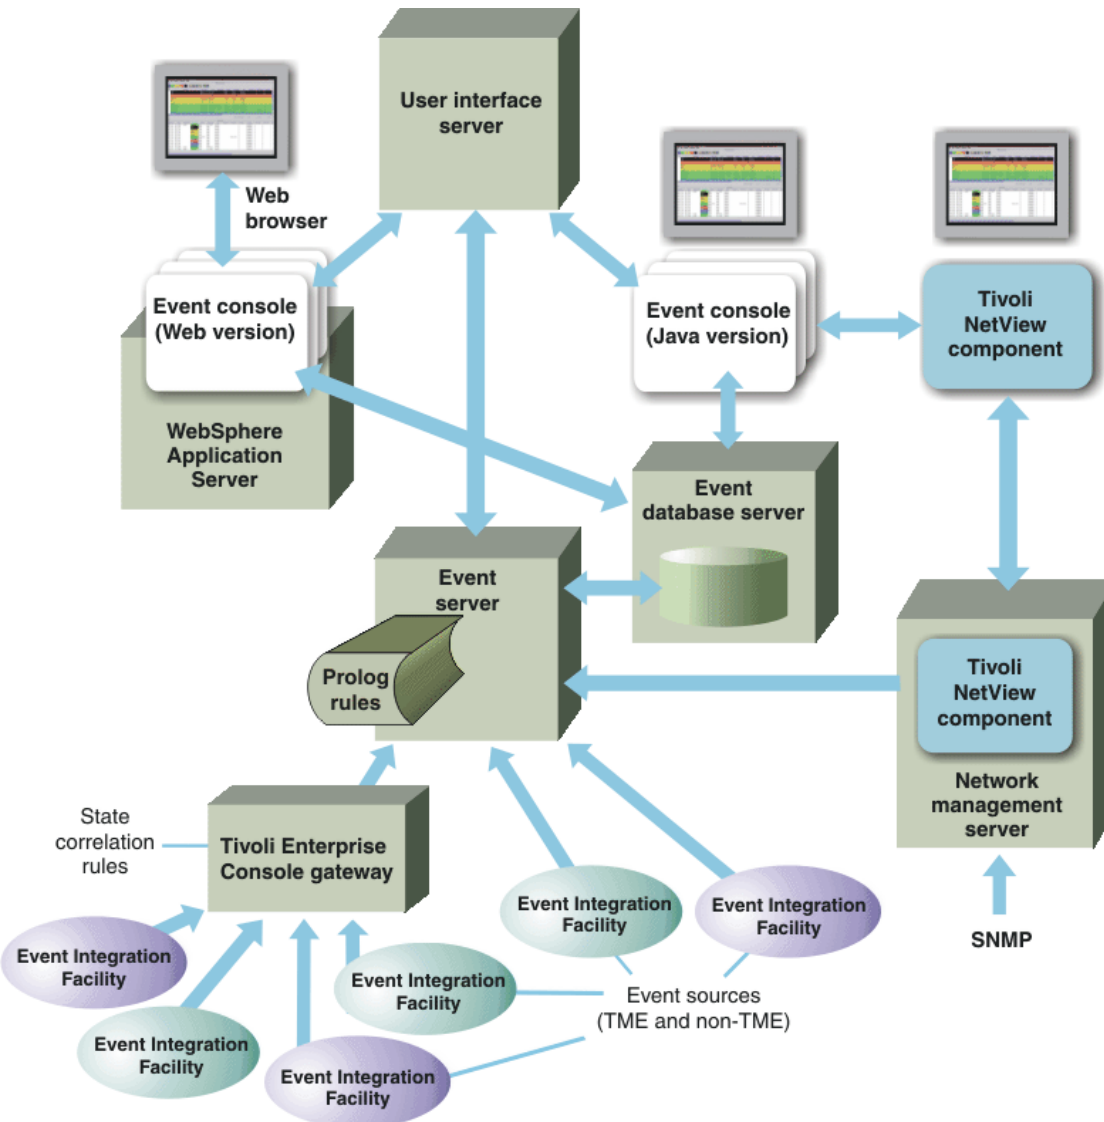 User interface
server
Web
browser
Event console
(Web version)
Event console
(Java version)
Tivoli
NetView
component
WebSphere
Application
Server
Event
database server
Event
server
Prolog
rules
Tivoli
NetView
component
Network
management
server
State
correlation
rules
Tivoli Enterprise
Console gateway
Event Integration
Facility
Event Integration
Facility
SNMP
Event Integration
Facility
Event Integration
Facility
Event sources
(TME and non-TME)
Event Integration
Facility
Event Integration
Facility